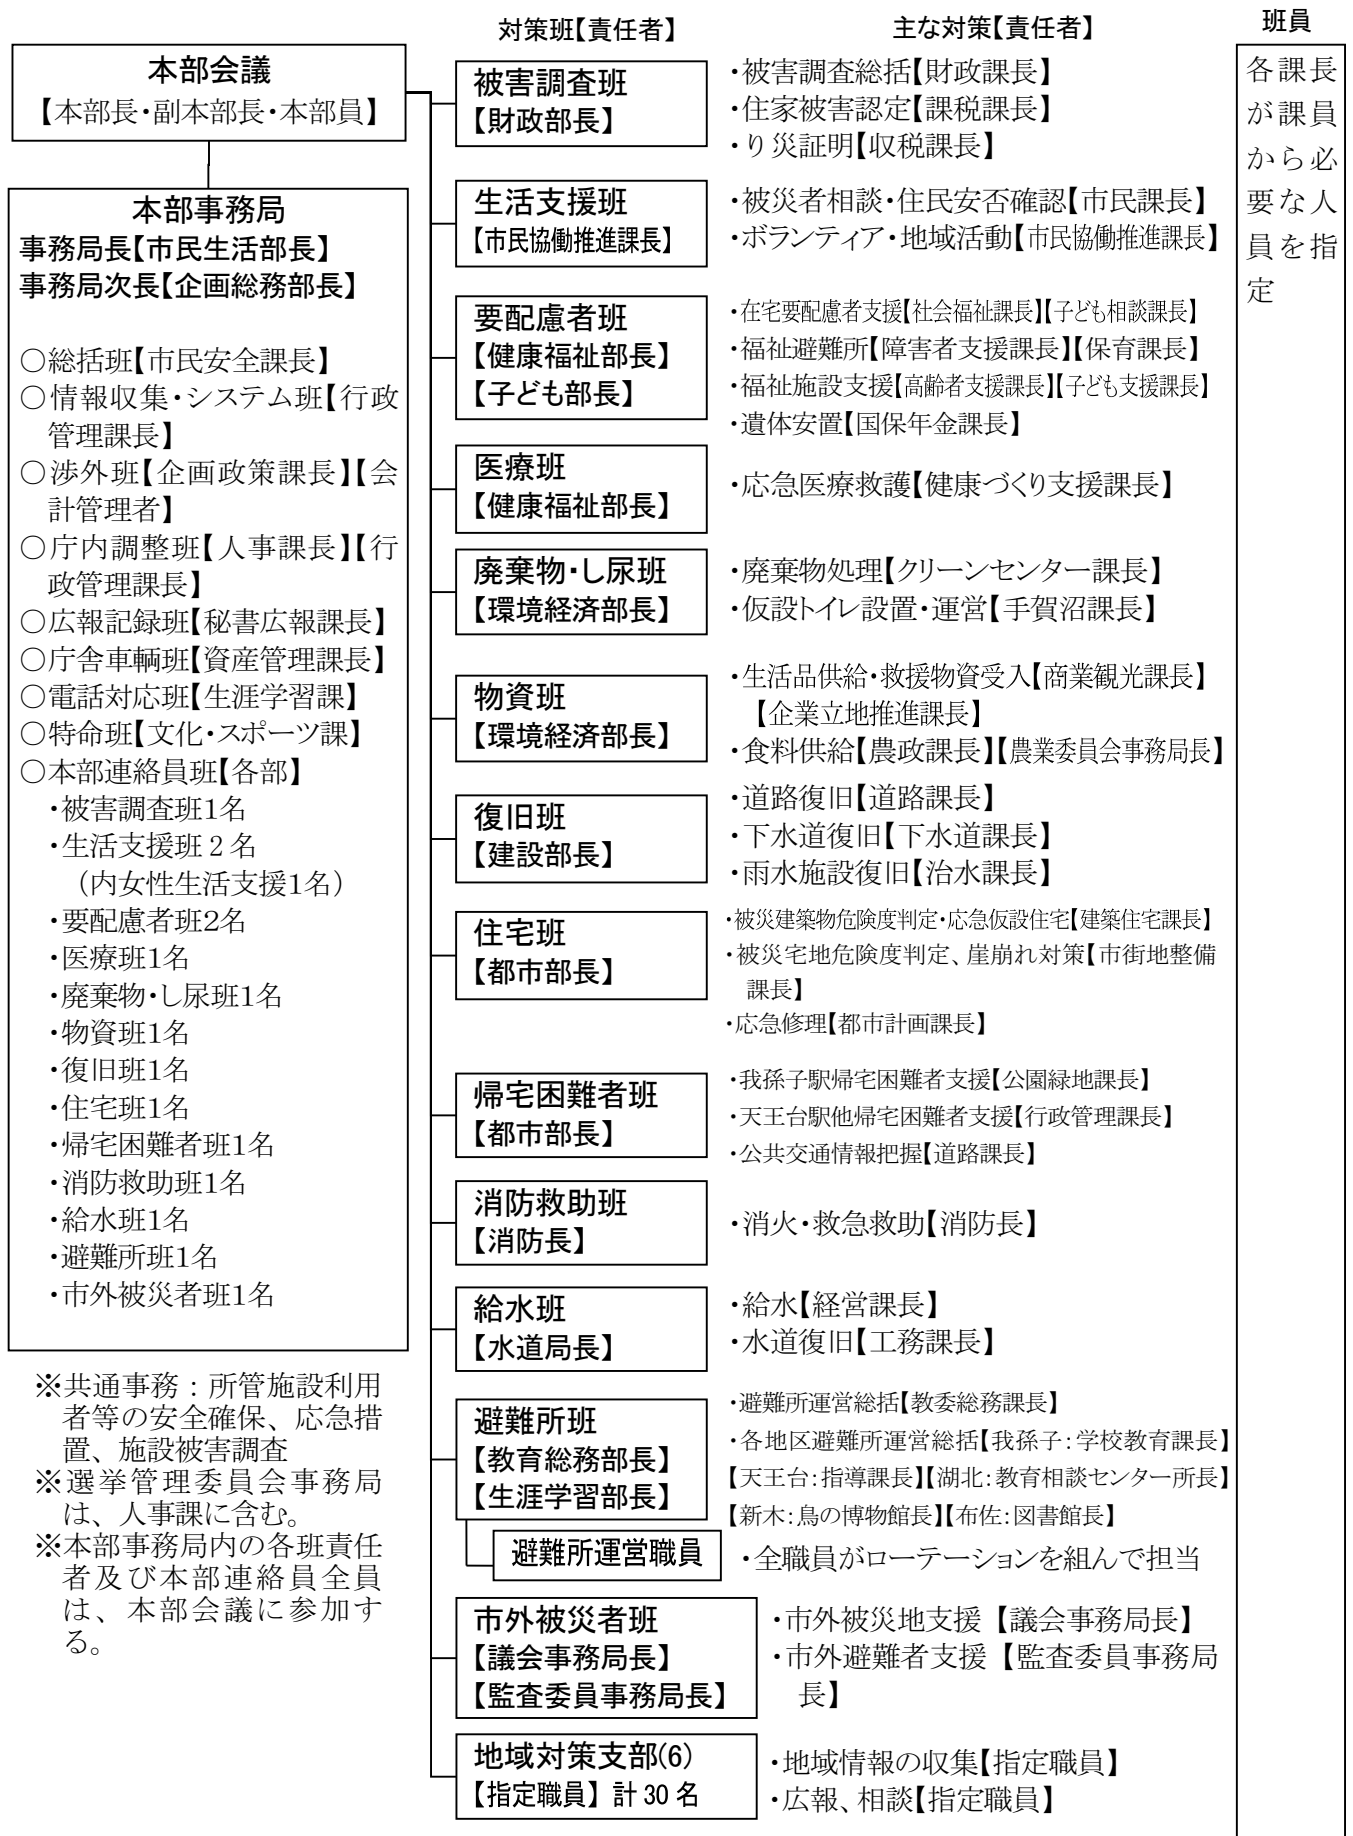 対策班【責任者】
主な対策【責任者】
班員
本部会議
【本部長・副本部長・本部員】
本部事務局
事務局長【市民生活部長】
事務局次長【企画総務部長】
○総括班【市民安全課長】
○情報収集・システム班【行政
管理課長】
○渉外班【企画政策課長】【会
計管理者】
○庁内調整班【人事課長】【行
政管理課長】
○広報記録班【秘書広報課長】
○庁舎車輌班【資産管理課長】
○電話対応班【生涯学習課】
○特命班【文化・スポーツ課】
○本部連絡員班【各部】
・被害調査班1名
・生活支援班2名
（内女性生活支援1名）
・要配慮者班2名
・医療班1名
・廃棄物・し尿班1名
・物資班1名
・復旧班1名
・住宅班1名
・帰宅困難者班1名
・消防救助班1名
・給水班1名
・避難所班1名
・市外被災者班1名
※共通事務：所管施設利用
者等の安全確保、応急措
置、施設被害調査
※選挙管理委員会事務局
は、人事課に含む。
※本部事務局内の各班責任
者及び本部連絡員全員
は、本部会議に参加す
る。
被害調査班
【財政部長】
・被害調査総括【財政課長】
・住家被害認定【課税課長】
・り災証明【収税課長】
生活支援班
【市民協働推進課長】
・被災者相談・住民安否確認【市民課長】
・ボランティア・地域活動【市民協働推進課長】
要配慮者班
【健康福祉部長】
【子ども部長】
・在宅要配慮者支援【社会福祉課長】【子ども相談課長】
・福祉避難所【障害者支援課長】【保育課長】
・福祉施設支援【高齢者支援課長】【子ども支援課長】
・遺体安置【国保年金課長】
医療班
【健康福祉部長】
・応急医療救護【健康づくり支援課長】
廃棄物・し尿班
【環境経済部長】
・廃棄物処理【クリーンセンター課長】
・仮設トイレ設置・運営【手賀沼課長】
物資班
【環境経済部長】
・生活品供給・救援物資受入【商業観光課長】
【企業立地推進課長】
・食料供給【農政課長】【農業委員会事務局長】
復旧班
【建設部長】
・道路復旧【道路課長】
・下水道復旧【下水道課長】
・雨水施設復旧【治水課長】
住宅班
【都市部長】
・被災建築物危険度判定・応急仮設住宅【建築住宅課長】
・被災宅地危険度判定、崖崩れ対策【市街地整備
課長】
・応急修理【都市計画課長】
帰宅困難者班
【都市部長】
・我孫子駅帰宅困難者支援【公園緑地課長】
・天王台駅他帰宅困難者支援【行政管理課長】
・公共交通情報把握【道路課長】
消防救助班
【消防長】
・消火・救急救助【消防長】
給水班
【水道局長】
・給水【経営課長】
・水道復旧【工務課長】
避難所班
【教育総務部長】
【生涯学習部長】
・避難所運営総括【教委総務課長】
・各地区避難所運営総括【我孫子：学校教育課長】
【天王台：指導課長】【湖北：教育相談センター所長】
【新木：鳥の博物館長】【布佐：図書館長】
避難所運営職員
・全職員がローテーションを組んで担当
市外被災者班
【議会事務局長】
【監査委員事務局長】
・市外被災地支援【議会事務局長】
・市外避難者支援【監査委員事務局
長】
地域対策支部(6)
【指定職員】計30名
・地域情報の収集【指定職員】
・広報、相談【指定職員】
各課長
が課員
から必
要な人
員を指
定